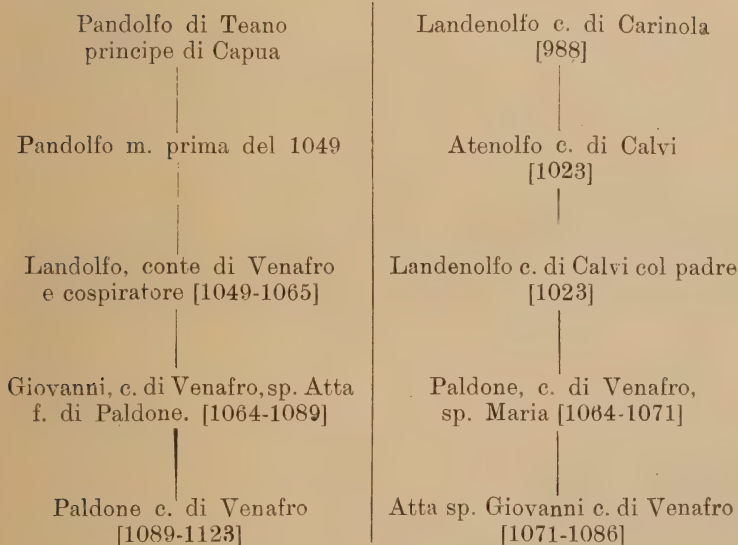 Pandolfo di Teano
principe di Capua
Pandolfo m. prima del 1049
Landolfo, conte di Venafro
e cospiratore [1049-1065]
Giovanni, c. di Venafro, sp. Atta
f. di Paldone. [1064-1089]
Paldone c. di Venafro
[1089-1123]
Landenolfo c. di Carinola
[988]
Atenolfo c. di Calvi
[1023]
Landenolfo c. di Calvi col padre
[1023]
Paldone, c. di Venafro,
sp. Maria [1064-1071]
Atta sp. Giovanni c. di Venafro
[1071-1086]